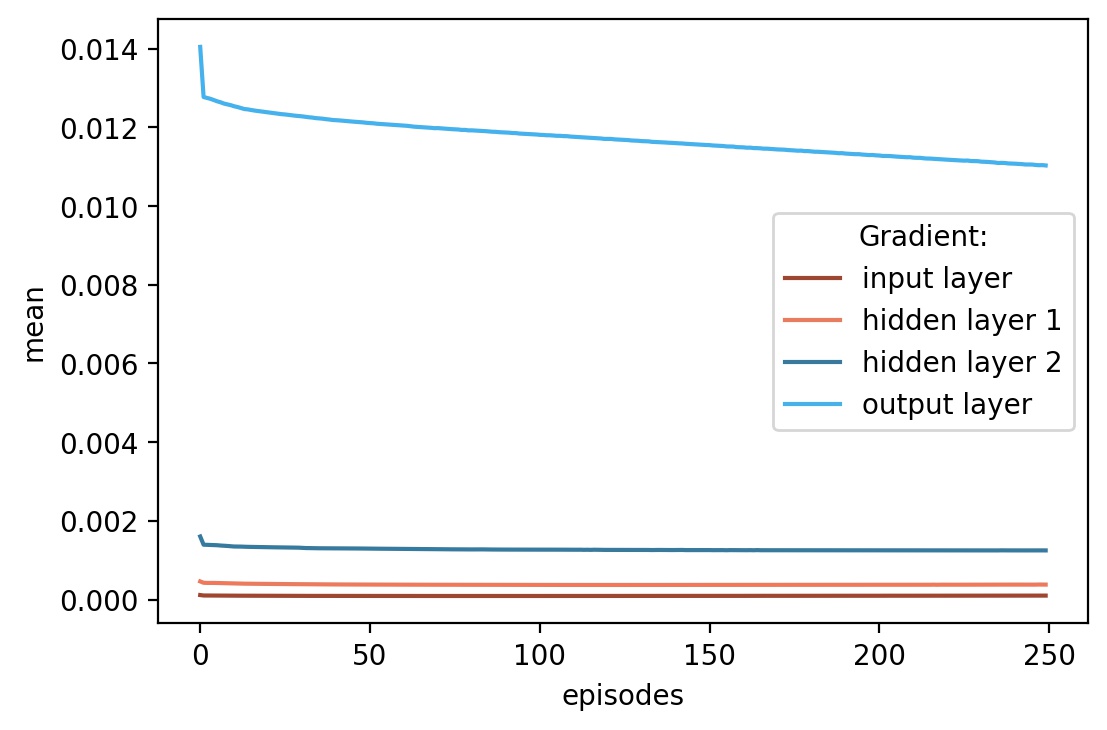 0.014
0.012
0.010
0.008
0.006
0.004
0.002
0.000
mean
Gradient:
input layer
hidden layer 1
hidden layer 2
output layer
0 50 100 150 200 250
episodes